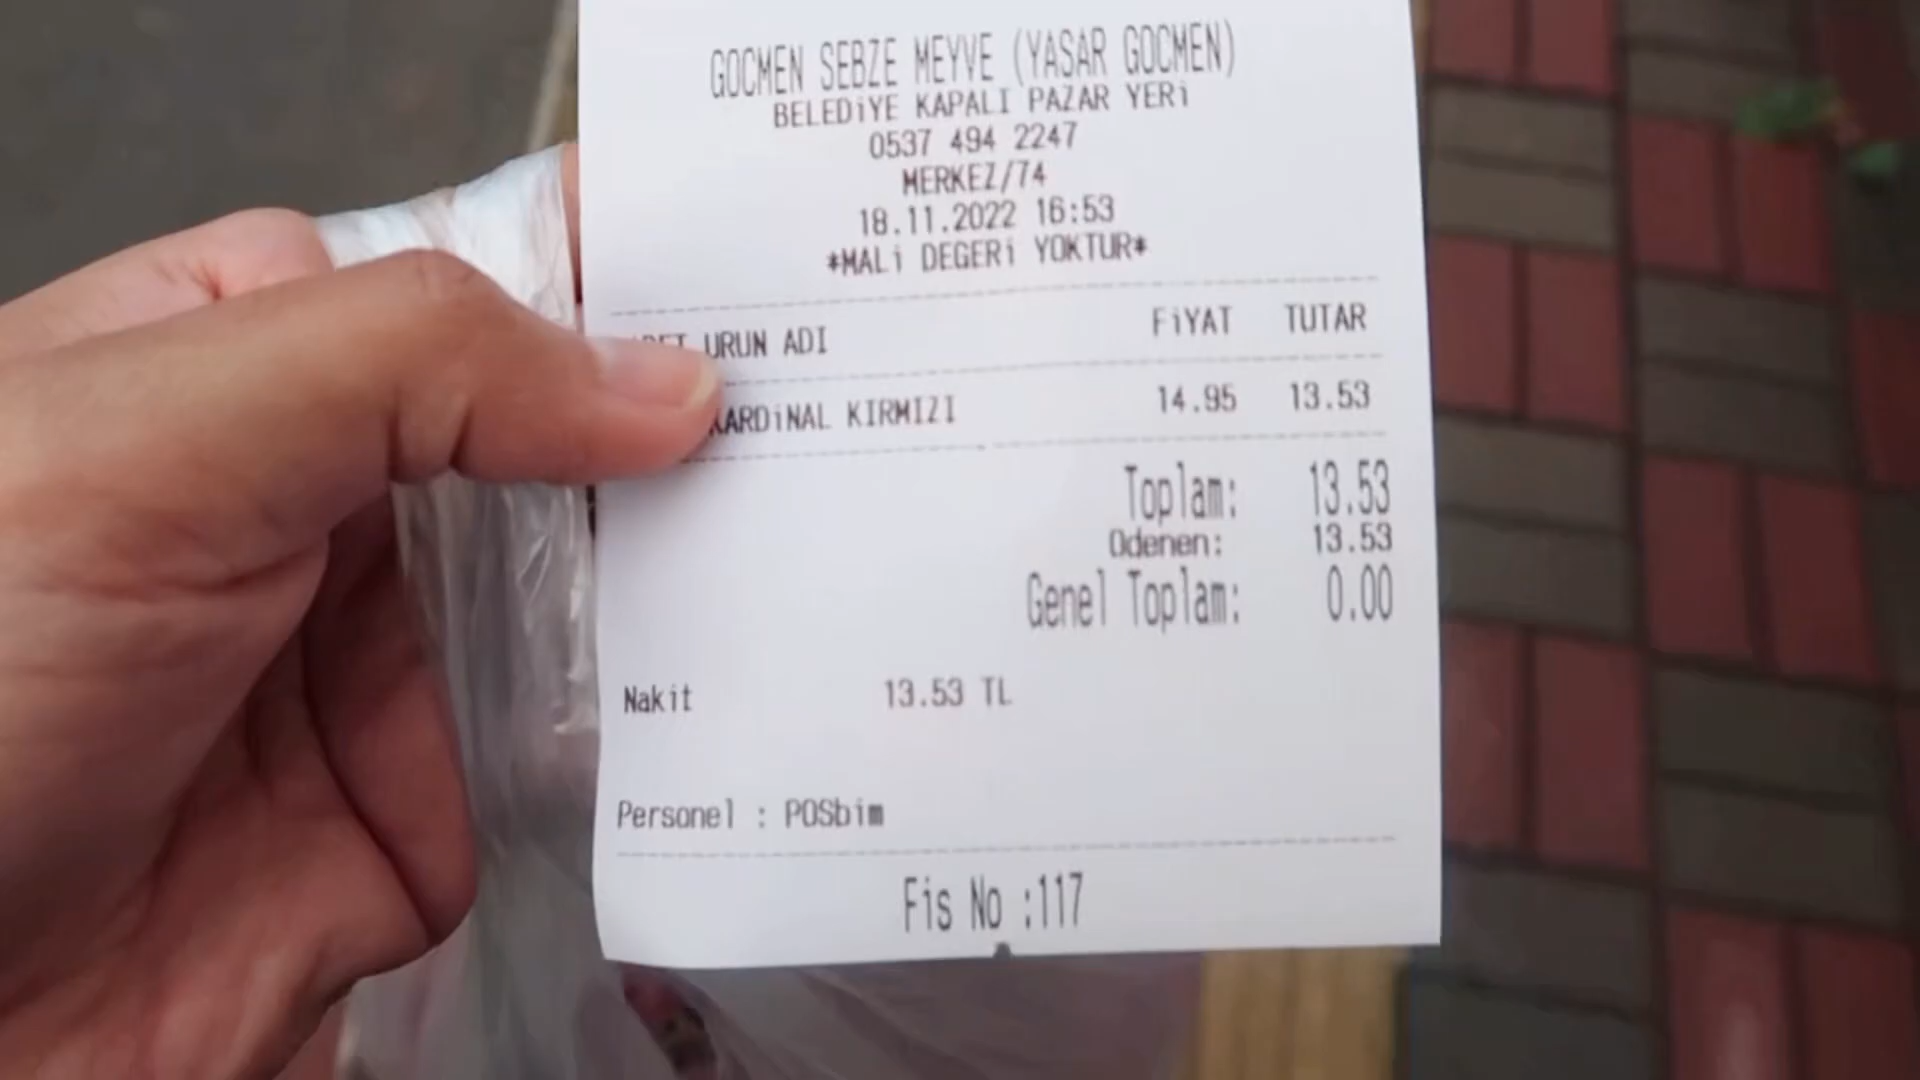 GOCMEN SEBZE MEYVE (YASAR GOCMEN)
BELEDiYE KAPALI PAZAR YERi
0537 494 2247
MERKEZ/74
18.11.2022 16:53
*MALi DEGERi YOKTUR*
URUN ADI FiYAT TUTAR
KARDiNAL KIRMIZI 14.95 13.53
Toplam: 13.53
Odenen: 13.53
Genel Toplam: 0.00
Nakit 13.53 TL
Personel : POSbim
Fis No :117